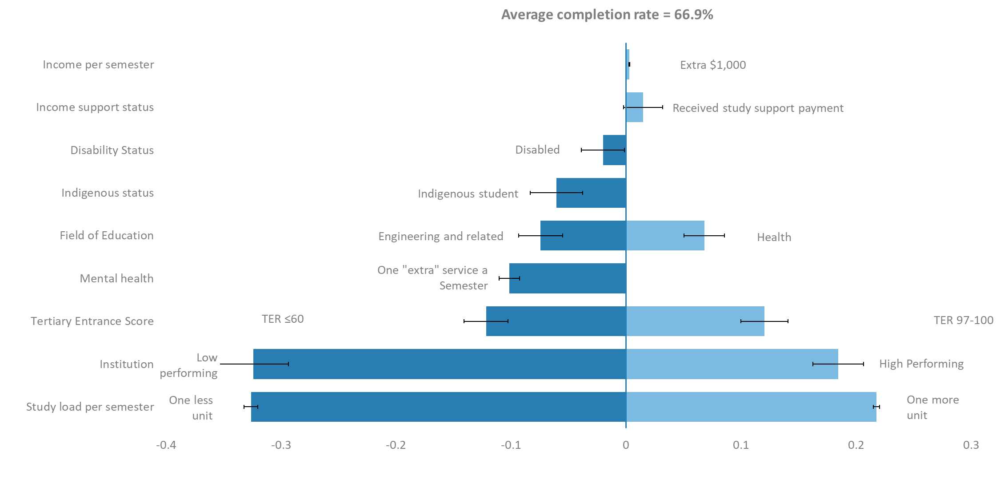 Average completion rate = 66.9%
Income per semester
Extra $1,000
Income support status
Received study support payment
Disability Status
Disabled
Indigenous status
Indigenous student
Field of Education
Engineering and related
Health
Mental health
One "extra" service a
Semester
Tertiary Entrance Score
TER ≤60
TER 97-100
Institution
Low
performing
High Performing
Study load per semester
One less
unit
One more
unit
-0.4 -0.3 -0.2 -0.1 0 0.1 0.2 0.3